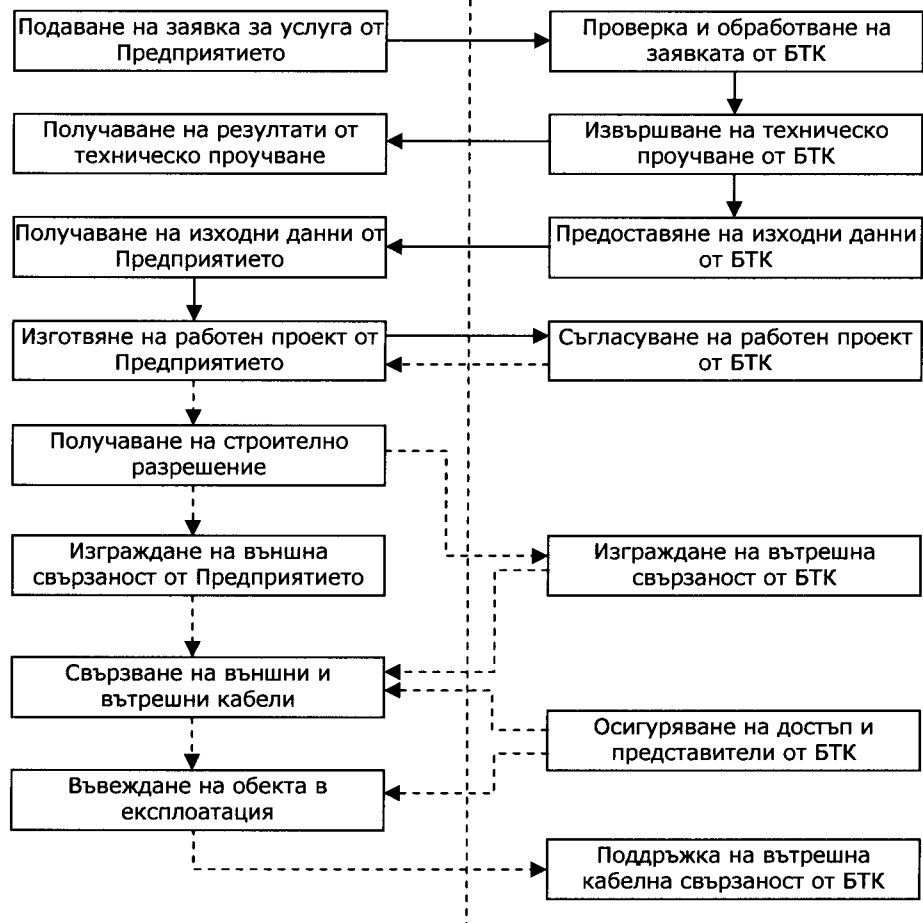 Подаване на заявка за услуга от
Предприятието
Проверка и обработване на
заявката от БТК
Получаване на резултати от
техническо проучване
Извършване на техническо
проучване от БТК
Получаване на изходни данни от
Предприятието
Предоставяне на изходни данни
от БТК
Изготвяне на работен проект от
Предприятието
Съгласуване на работен проект
от БТК
Получаване на строително
разрешение
Изграждане на външна
свързаност от Предприятието
Изграждане на вътрешна
свързаност от БТК
Свързване на външни и
вътрешни кабели
Осигуряване на достъп и
представители от БТК
Въвеждане на обекта в
експлоатация
Поддръжка на вътрешна
кабелна свързаност от БТК